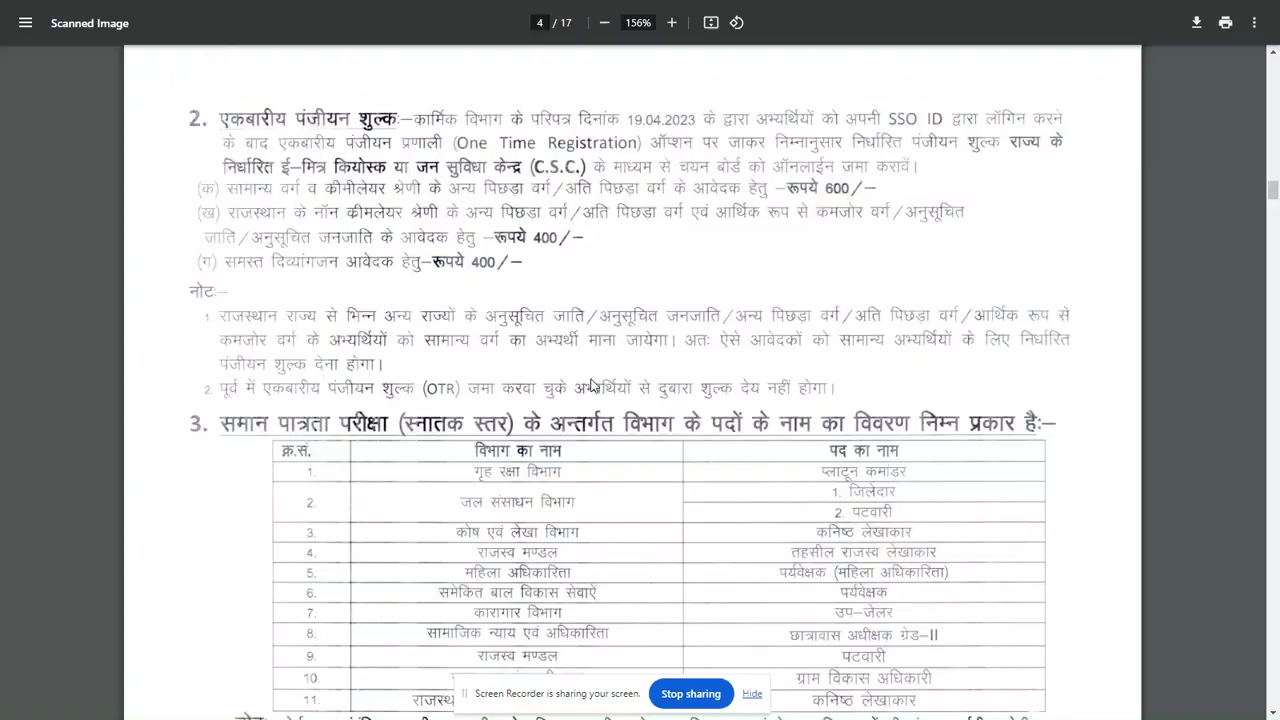 Scanned Image
4 / 17
156%
2. एकबारीय पंजीयन शुल्क:–कार्मिक विभाग के परिपत्र दिनांक 19.04.2023 के द्वारा अभ्यर्थियों को अपनी SSO ID द्वारा लॉगिन करने
के बाद एकबारीय पंजीयन प्रणाली (One Time Registration) ऑप्शन पर जाकर निम्नानुसार निर्धारित पंजीयन शुल्क राज्य के
निर्धारित ई–मित्र कियोस्क या जन सुविधा केन्द्र (C.S.C.) के माध्यम से चयन बोर्ड को ऑनलाईन जमा करावें।
(क) सामान्य वर्ग व क्रीमीलेयर श्रेणी के अन्य पिछडा वर्ग/अति पिछडा वर्ग के आवेदक हेतु –रूपये 600/–
(ख) राजस्थान के नॉन क्रीमलेयर श्रेणी के अन्य पिछडा वर्ग/अति पिछडा वर्ग एवं आर्थिक रूप से कमजोर वर्ग/अनुसूचित
जाति/अनुसूचित जनजाति के आवेदक हेतु –रूपये 400/–
(ग) समस्त दिव्यांगजन आवेदक हेतु–रूपये 400/–
नोटः–
1. राजस्थान राज्य से भिन्न अन्य राज्यों के अनुसूचित जाति/अनुसूचित जनजाति/अन्य पिछडा वर्ग/अति पिछडा वर्ग/आर्थिक रूप से
कमजोर वर्ग के अभ्यर्थियों को सामान्य वर्ग का अभ्यर्थी माना जायेगा। अतः ऐसे आवेदकों को सामान्य अभ्यर्थियों के लिए निर्धारित
पंजीयन शुल्क देना होगा।
2. पूर्व में एकबारीय पंजीयन शुल्क (OTR) जमा करवा चुके अभ्यर्थियों से दुबारा शुल्क देय नहीं होगा।
3. समान पात्रता परीक्षा (स्नातक स्तर) के अन्तर्गत विभाग के पदों के नाम का विवरण निम्न प्रकार हैः–
क्र.सं. विभाग का नाम पद का नाम
1. गृह रक्षा विभाग प्लाटून कमांडर
2. जल संसाधन विभाग 1. जिलेदार
2. पटवारी
3. कोष एवं लेखा विभाग कनिष्ठ लेखाकार
4. राजस्व मण्डल तहसील राजस्व लेखाकार
5. महिला अधिकारिता पर्यवेक्षक (महिला अधिकारिता)
6. समेकित बाल विकास सेवाऐं पर्यवेक्षक
7. कारागार विभाग उप–जेलर
8. सामाजिक न्याय एवं अधिकारिता छात्रावास अधीक्षक ग्रेड–II
9. राजस्व मण्डल पटवारी
10. ग्राम विकास अधिकारी
11. कनिष्ठ लेखाकार
Screen Recorder is sharing your screen. Stop sharing Hide